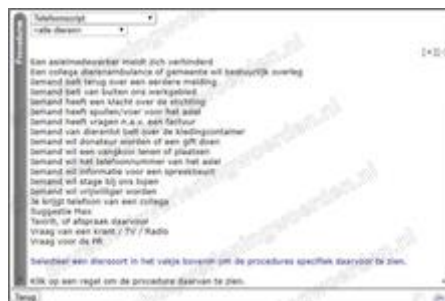 Telefoonscript
<alle dieren>
Procedure
[×]
Een asielmedewerker meldt zich verhinderd
Een collega dierenambulance of gemeente wil bestuurlijk overleg
Iemand belt terug over een eerdere melding
Iemand belt van buiten ons werkgebied
Iemand heeft een klacht over de stichting
Iemand heeft spullen/voer voor het asiel
Iemand heeft vragen n.a.v. een factuur
Iemand van dierenlot belt over de kledingcontainer
Iemand wil donateur worden of een gift doen
Iemand wil een vangkooi lenen of plaatsen
Iemand wil het telefoonnummer van het asiel
Iemand wil informatie voor een spreekbeurt
Iemand wil stage bij ons lopen
Iemand wil vrijwilliger worden
Je krijgt telefoon van een collega
Suggestie
Taxirit, of afspraak daarvoor
Vraag van een krant / TV / Radio
Vraag voor de PR
Selecteer een diersoort in het vakje bovenin om de procedures specifiek daarvoor te zien.
Klik op een regel om de procedure daarvan te zien.
Terug